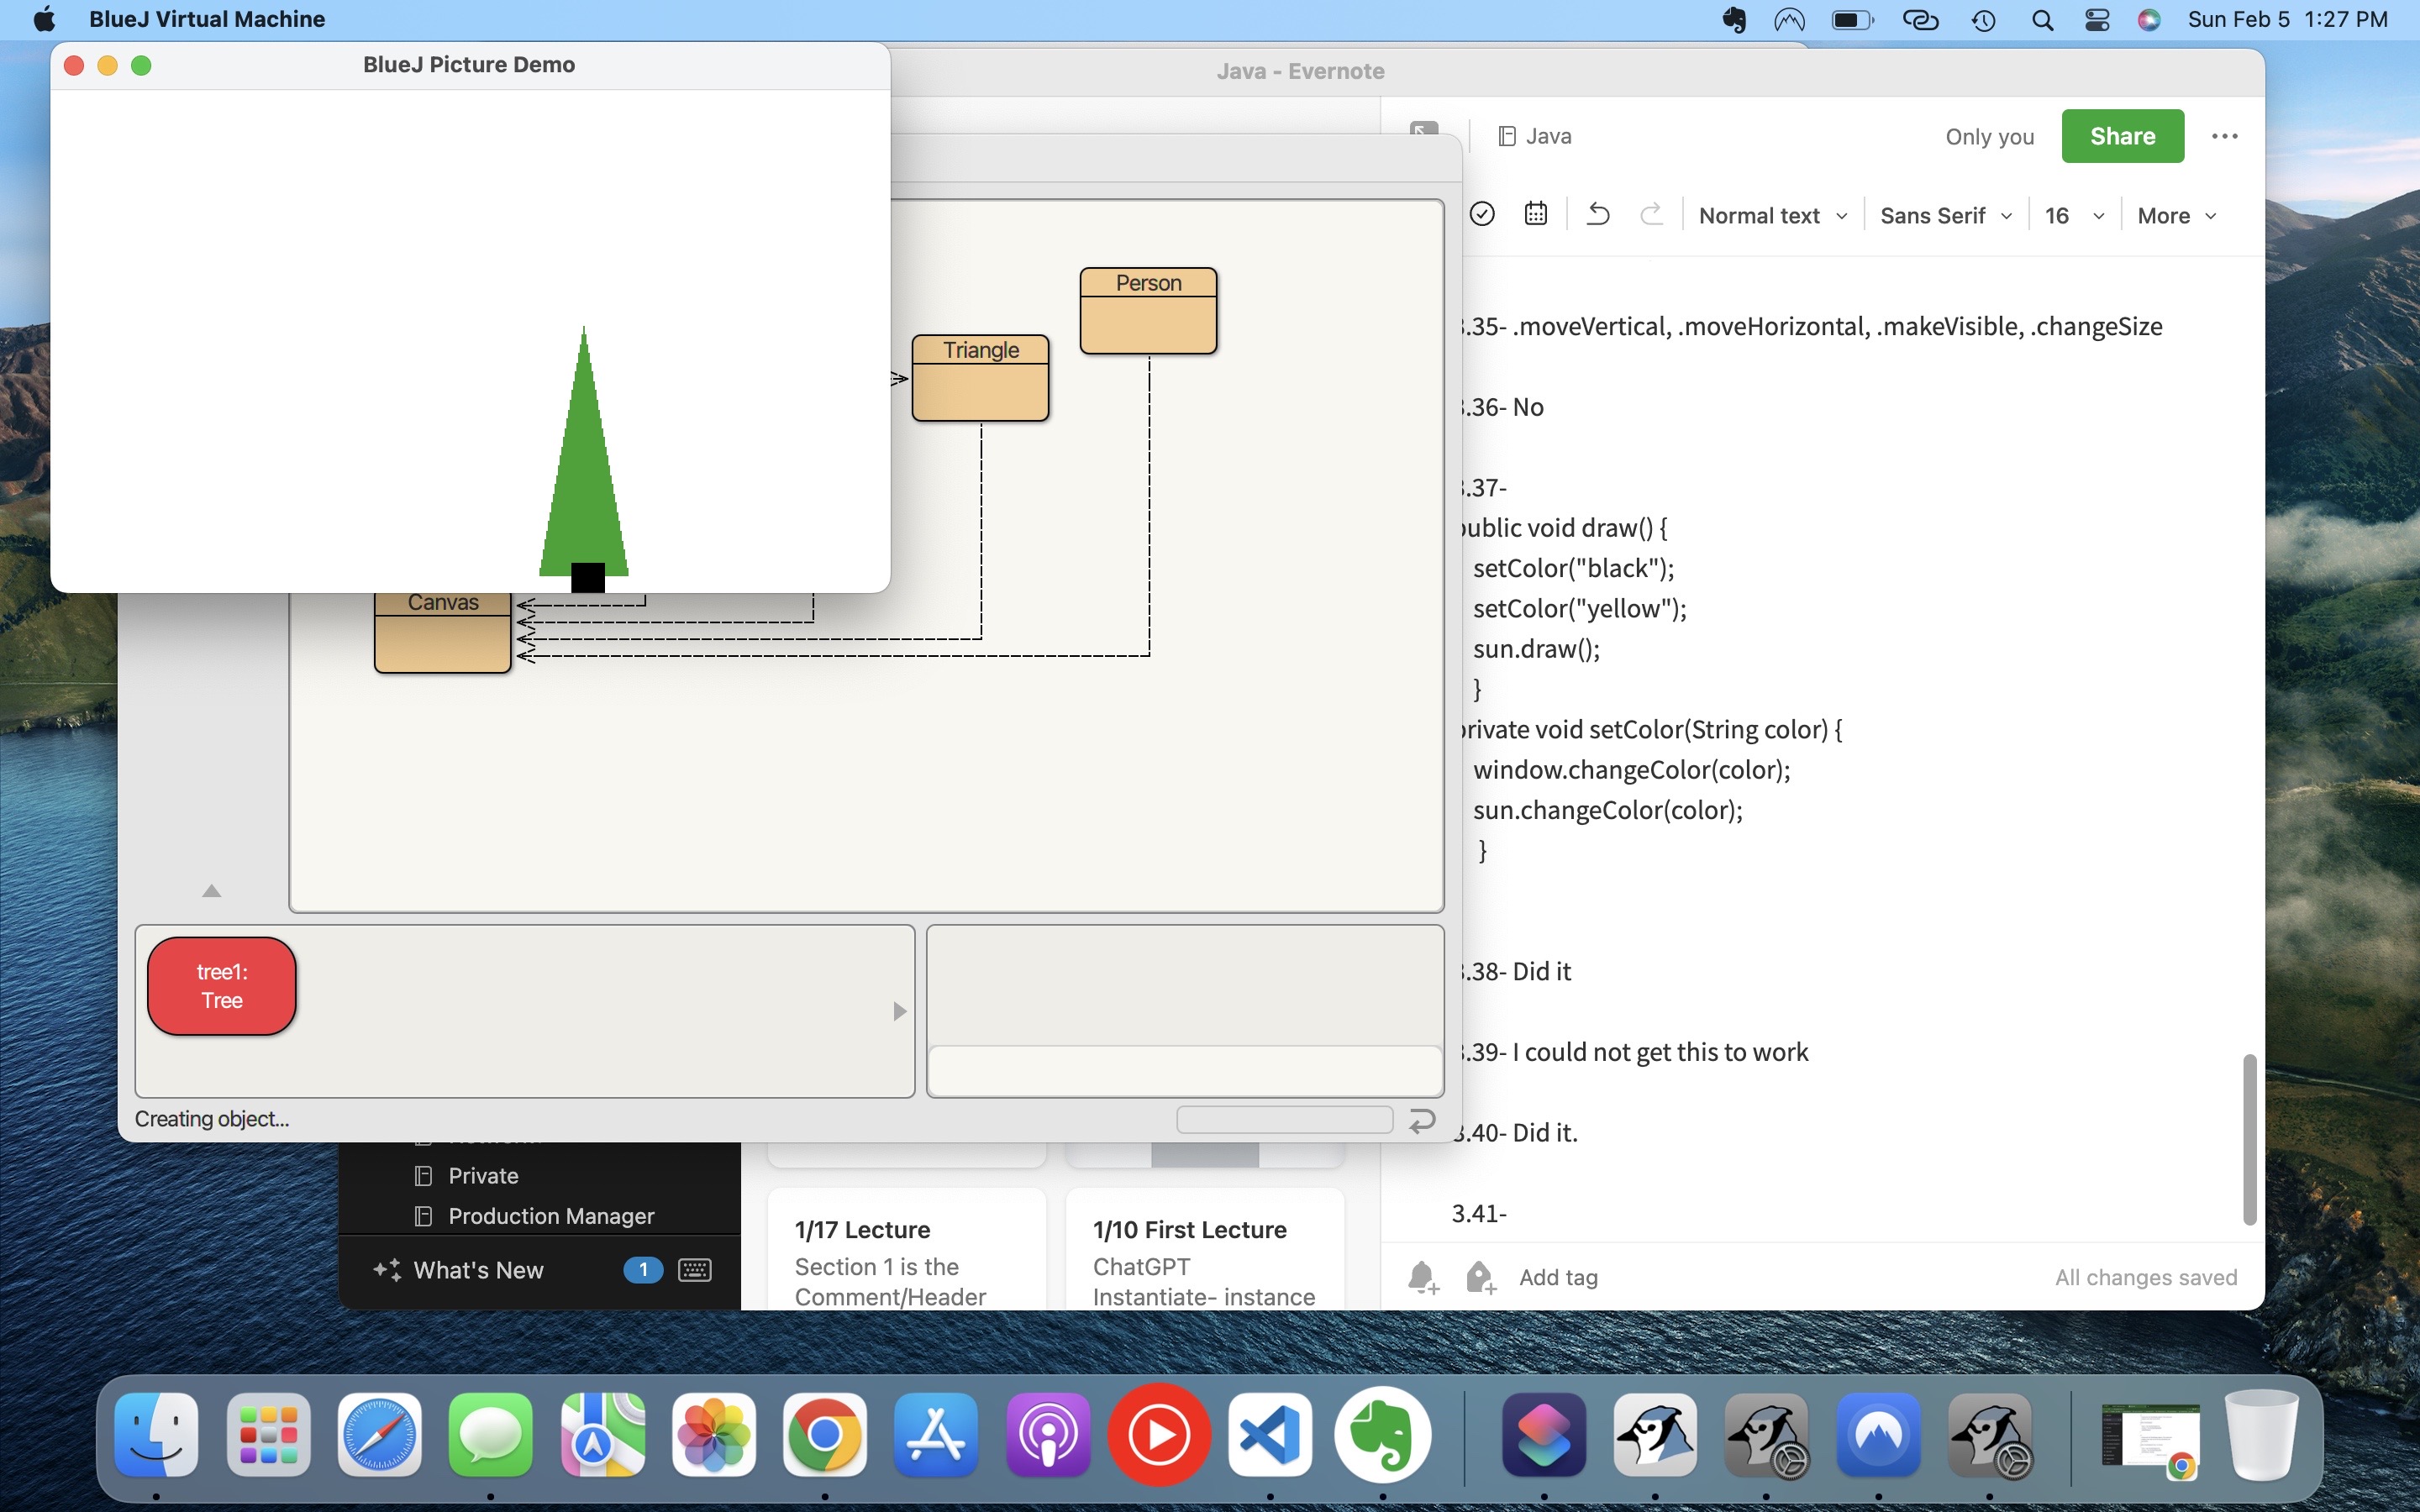 BlueJ Virtual Machine
Sun Feb 5 1:27 PM
BlueJ Picture Demo
Java - Evernote
Java
Only you
Share
Normal text
Sans Serif
16
More
Person
Triangle
Canvas
tree1:
Tree
Creating object...
.35- .moveVertical, .moveHorizontal, .makeVisible, .changeSize
.36- No
.37-
public void draw() {
setColor("black");
setColor("yellow");
sun.draw();
}
private void setColor(String color) {
window.changeColor(color);
sun.changeColor(color);
}
3.38- Did it
.39- I could not get this to work
3.40- Did it.
3.41-
Private
Production Manager
What's New
1
1/17 Lecture
Section 1 is the
Comment/Header
1/10 First Lecture
ChatGPT
Instantiate- instance
Add tag
All changes saved